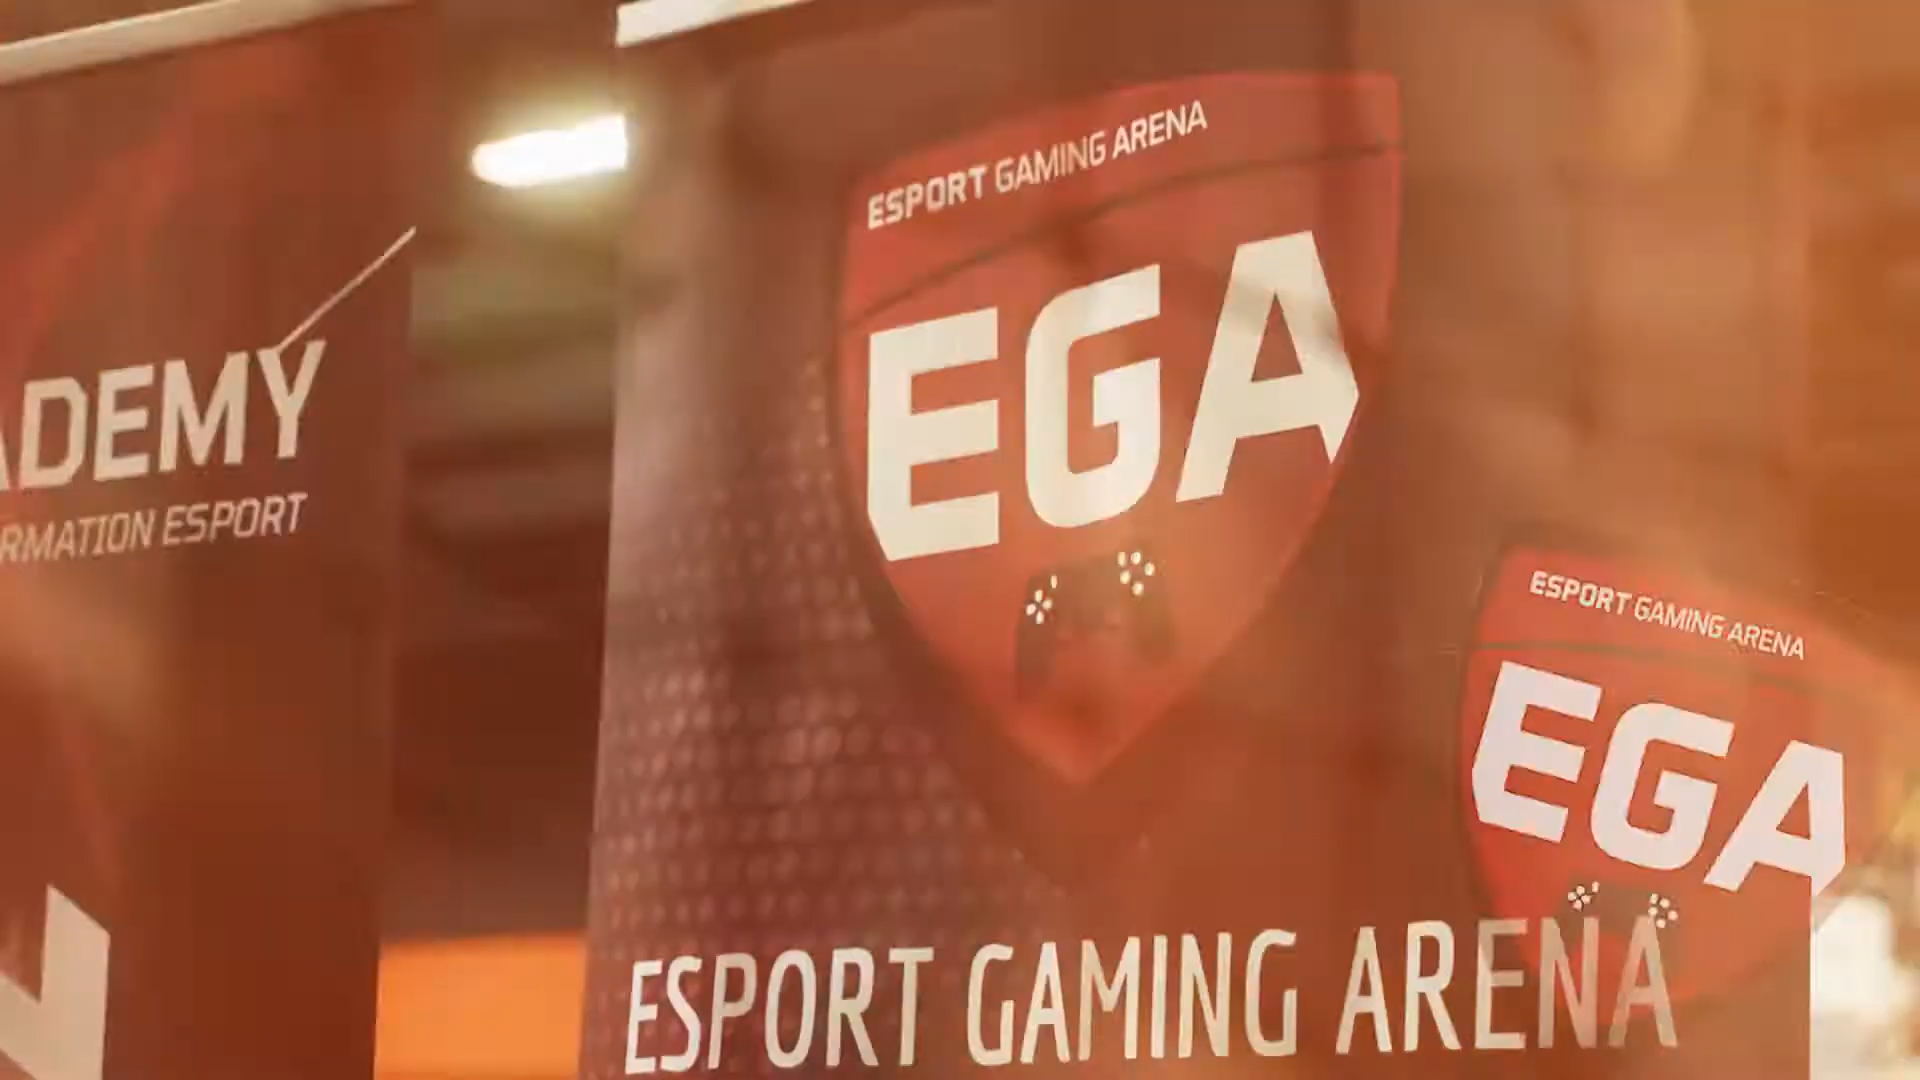 ESPORT GAMING ARENA
EGA
ADEMY
RMATION ESPORT
ESPORT GAMING ARENA
EGA
ESPORT GAMING ARENA